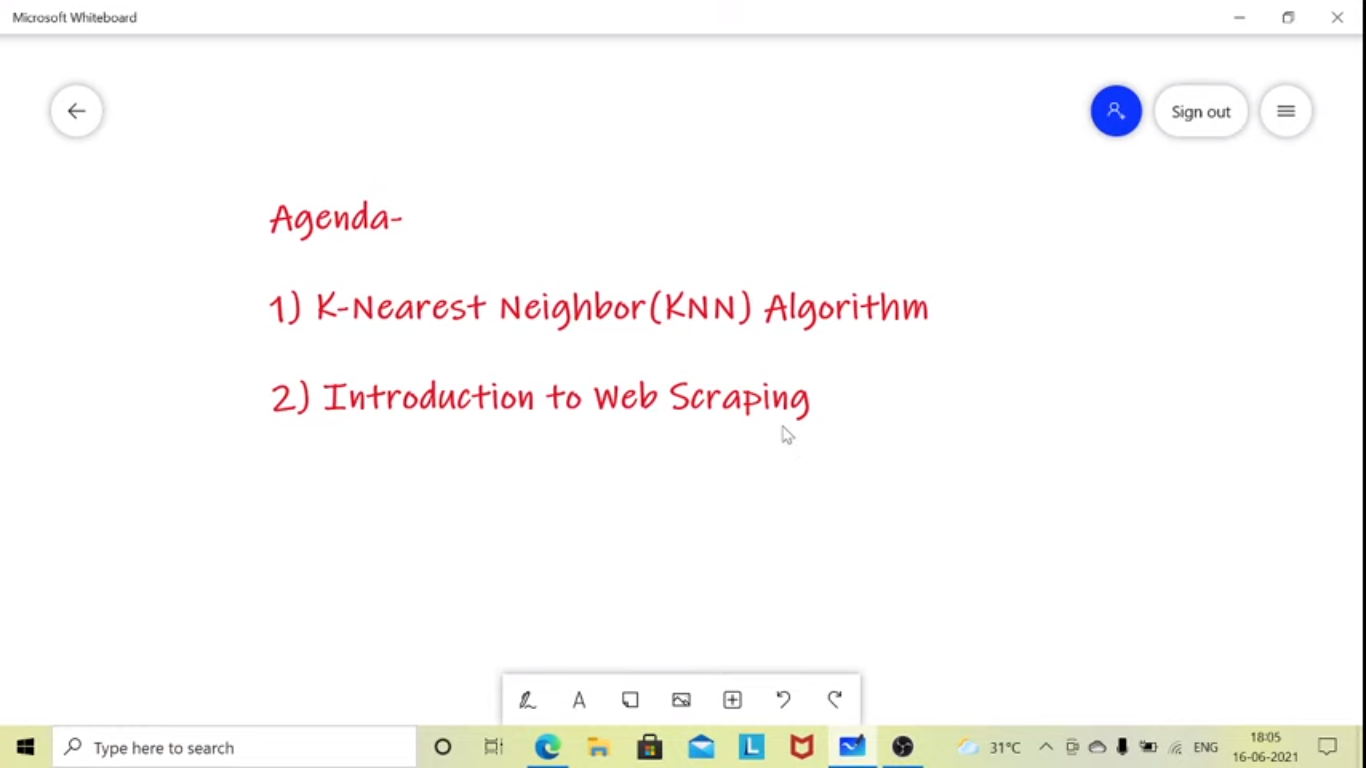 Microsoft Whiteboard
Sign out
Agenda-
1) K-Nearest Neighbor(KNN) Algorithm
2) Introduction to Web Scraping
A
Type here to search
L
31°C
ENG
18:05
16-06-2021